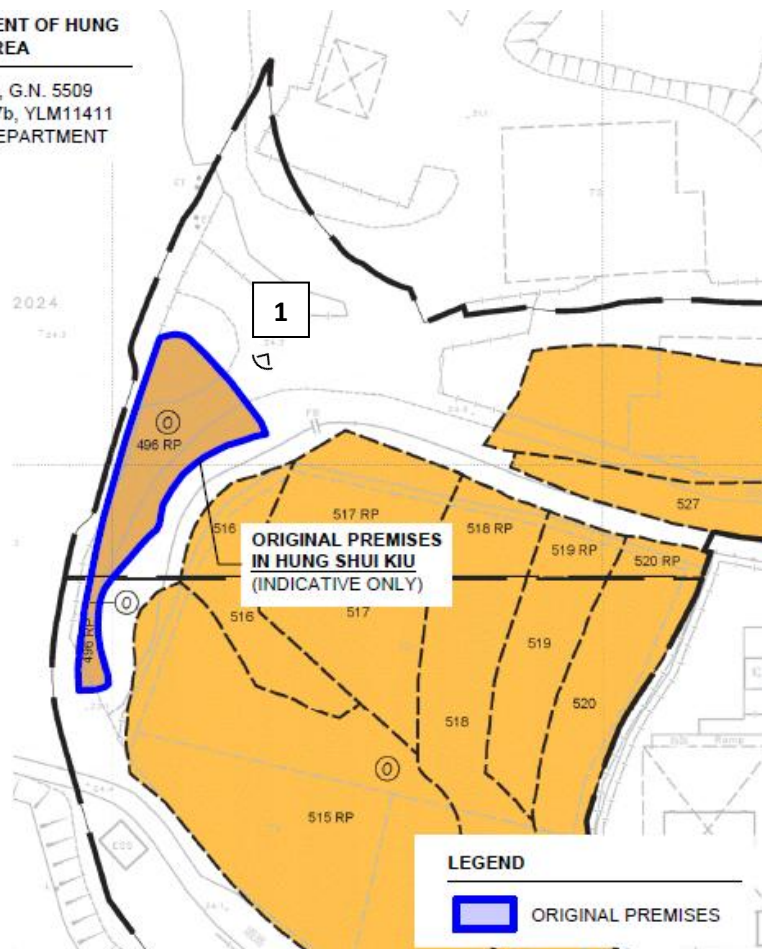 ENT OF HUNG
REA
, G.N. 5509
7b, YLM11411
EPARTMENT
2024
1
496 RP
516
517 RP
518 RP
519 RP
520 RP
527
ORIGINAL PREMISES
IN HUNG SHUI KIU
(INDICATIVE ONLY)
496 RP
516
517
518
519
520
515 RP
Ramp
LEGEND
ORIGINAL PREMISES